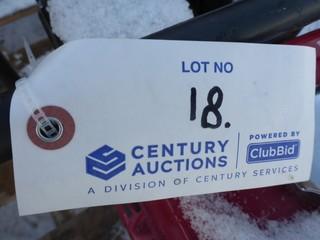 LOT NO
18.
CENTURY AUCTIONS
POWERED BY
ClubBid
A DIVISION OF CENTURY SERVICES